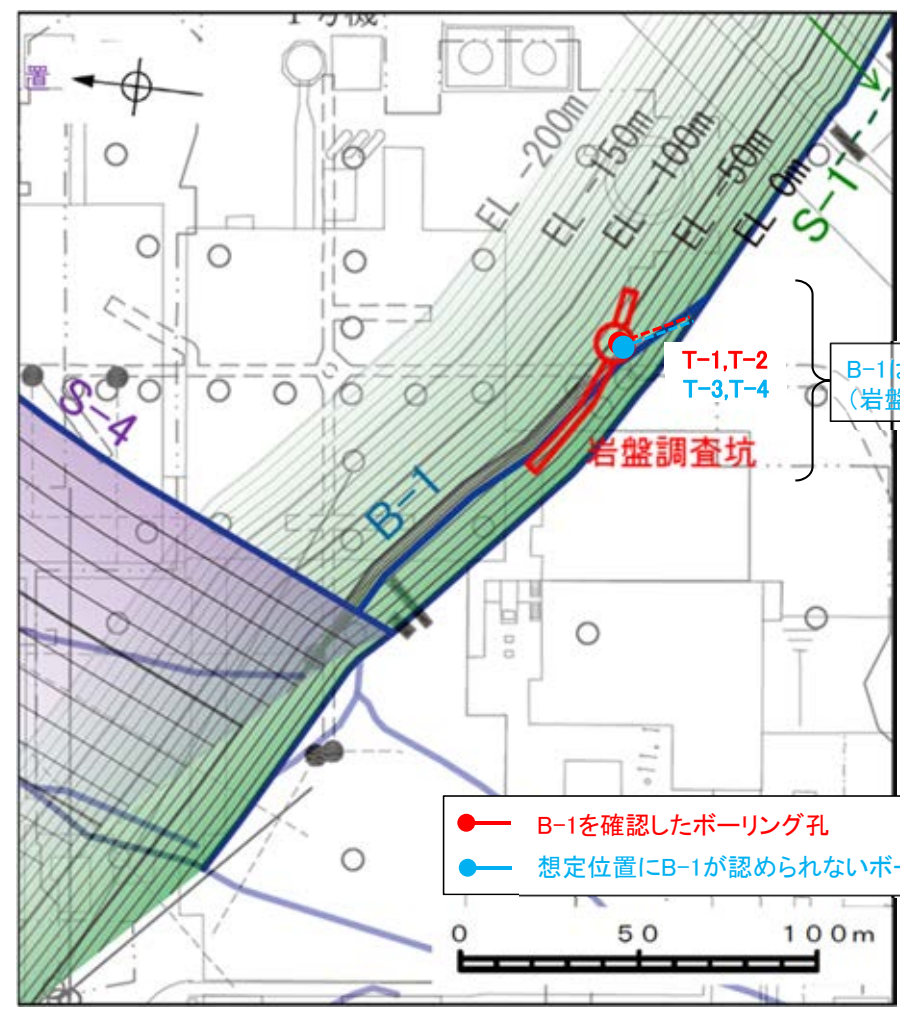 1号機
置
EL -200m
EL -150m
EL -100m
EL -50m
EL 0m
S-1
T-1,T-2
T-3,T-4
B-1は
(岩盤
S-4
岩盤調査坑
B-1
B-1を確認したボーリング孔
想定位置にB-1が認められないボー
0 50 100m